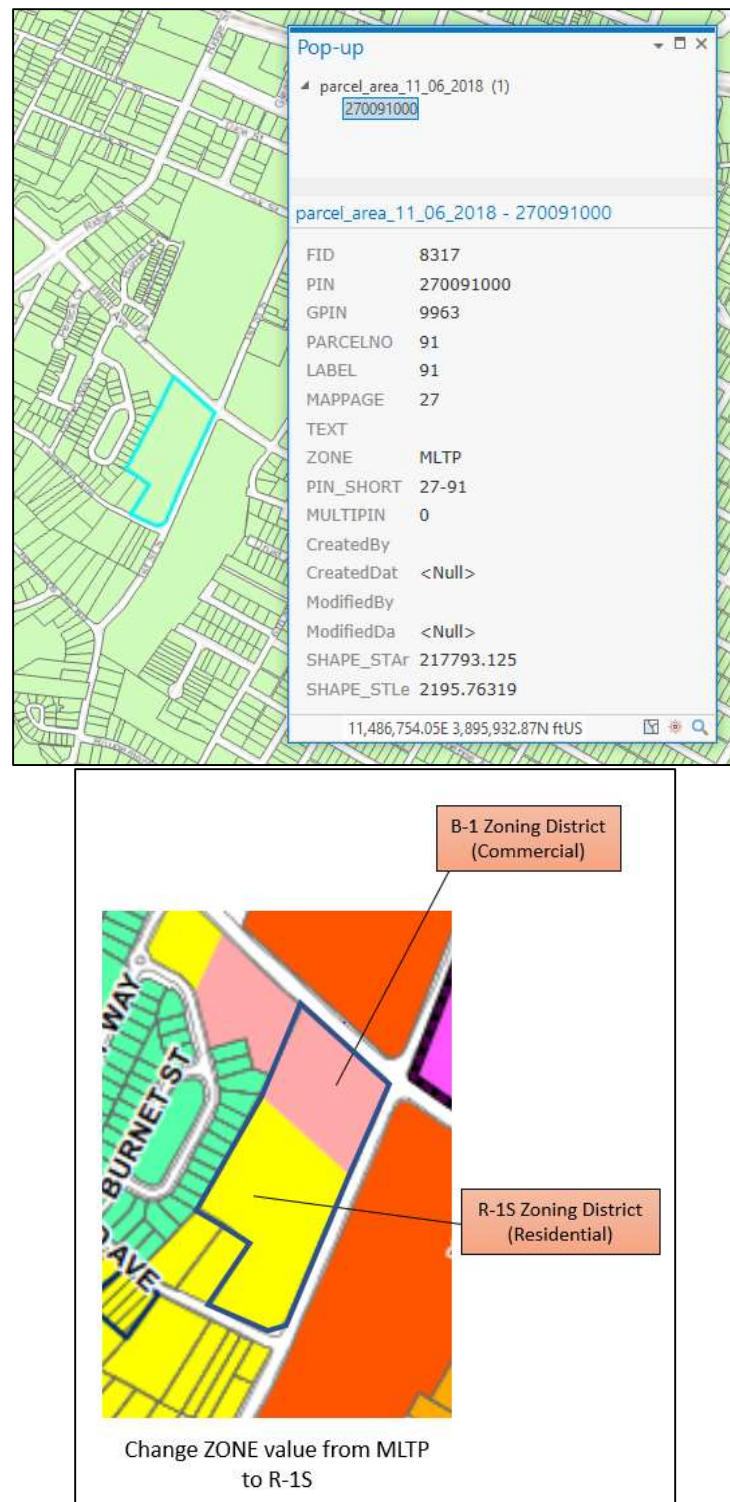 Pop-up
parcel_area_11_06_2018 (1)
270091000
parcel_area_11_06_2018 - 270091000
FID 8317
PIN 270091000
GPIN 9963
PARCELNO 91
LABEL 91
MAPPAGE 27
TEXT
ZONE MLTP
PIN_SHORT 27-91
MULTIPIN 0
CreatedBy
CreatedDat <Null>
ModifiedBy
ModifiedDa <Null>
SHAPE_STAr 217793.125
SHAPE_STLe 2195.76319
11,486,754.05E 3,895,932.87N ftUS
B-1 Zoning District
(Commercial)
WAY
BURNET ST
AVE
R-1S Zoning District
(Residential)
Change ZONE value from MLTP
to R-1S